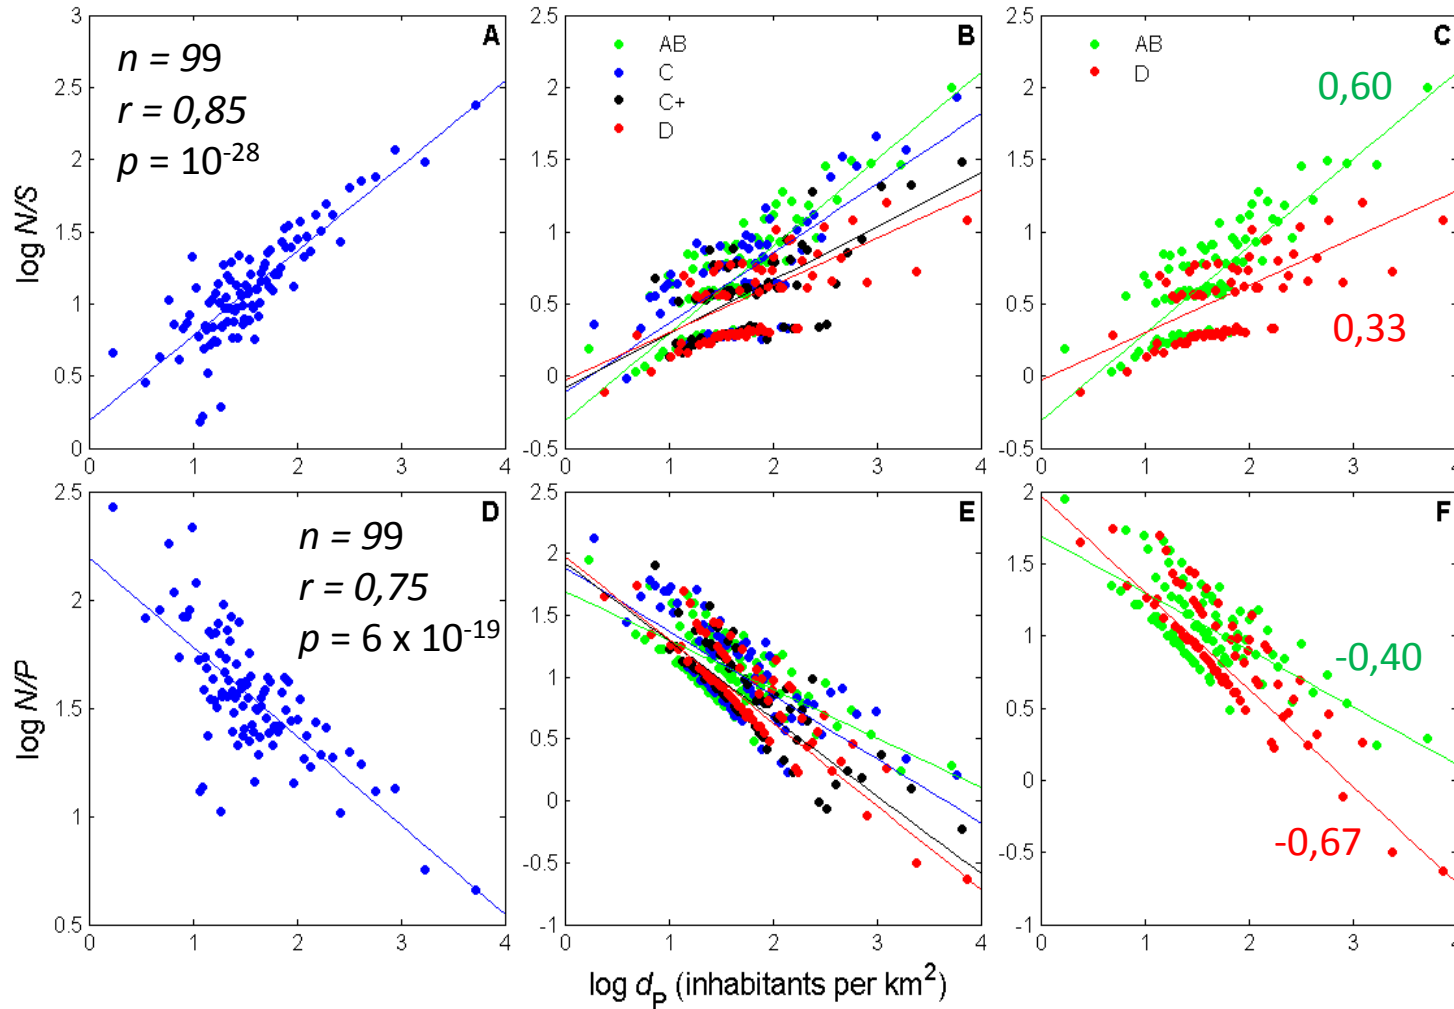 A
n = 99
r = 0,85
p = 10-28
log N/S
3
2.5
2
1.5
1
0.5
0
0 1 2 3 4
B
AB
C
C+
D
2.5
2
1.5
1
0.5
0
-0.5
0 1 2 3 4
C
AB
D
0,60
0,33
2.5
2
1.5
1
0.5
0
-0.5
0 1 2 3 4
D
n = 99
r = 0,75
p = 6 x 10-19
log N/P
2.5
2
1.5
1
0.5
0 1 2 3 4
E
2.5
2
1.5
1
0.5
0
-0.5
-1
0 1 2 3 4
F
-0,40
-0,67
2
1.5
1
0.5
0
-0.5
-1
0 1 2 3 4
log dP (inhabitants per km2)